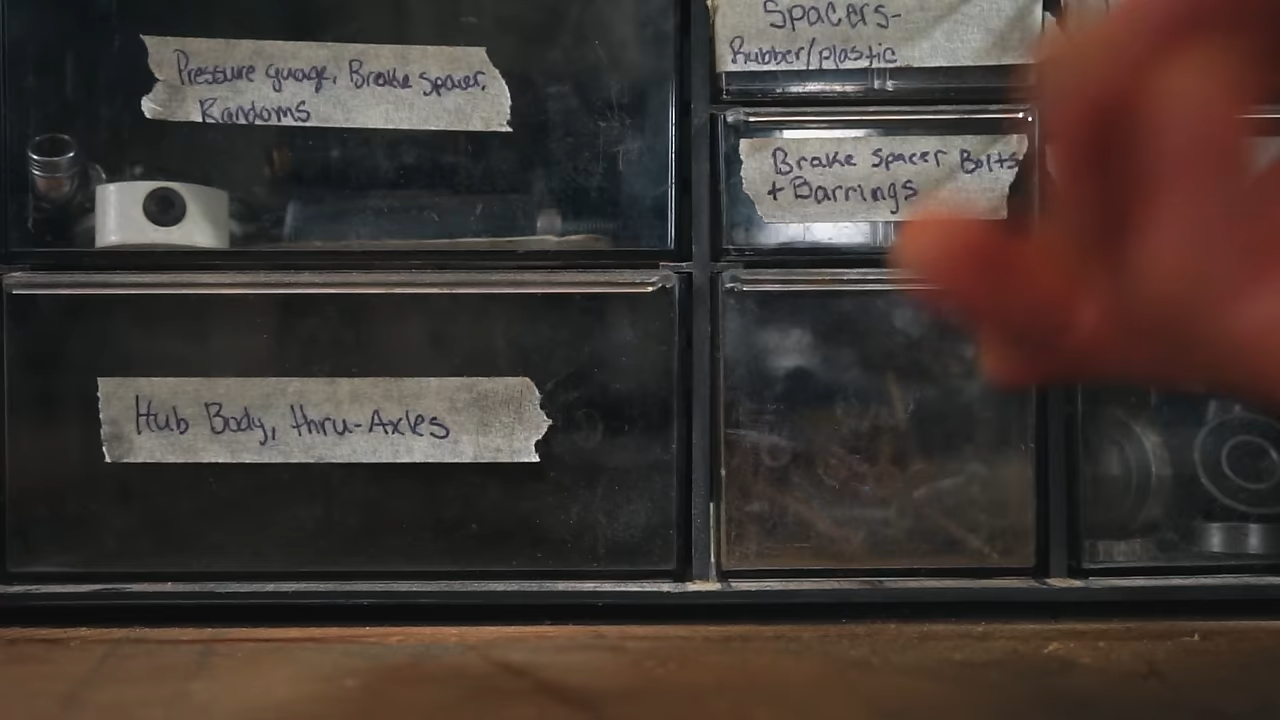 Pressure guage, Brake Spacer,
Randoms
Spacers-
Rubber/plastic
Brake Spacer Bolts
+ Barrings
Hub Body, thru-Axles